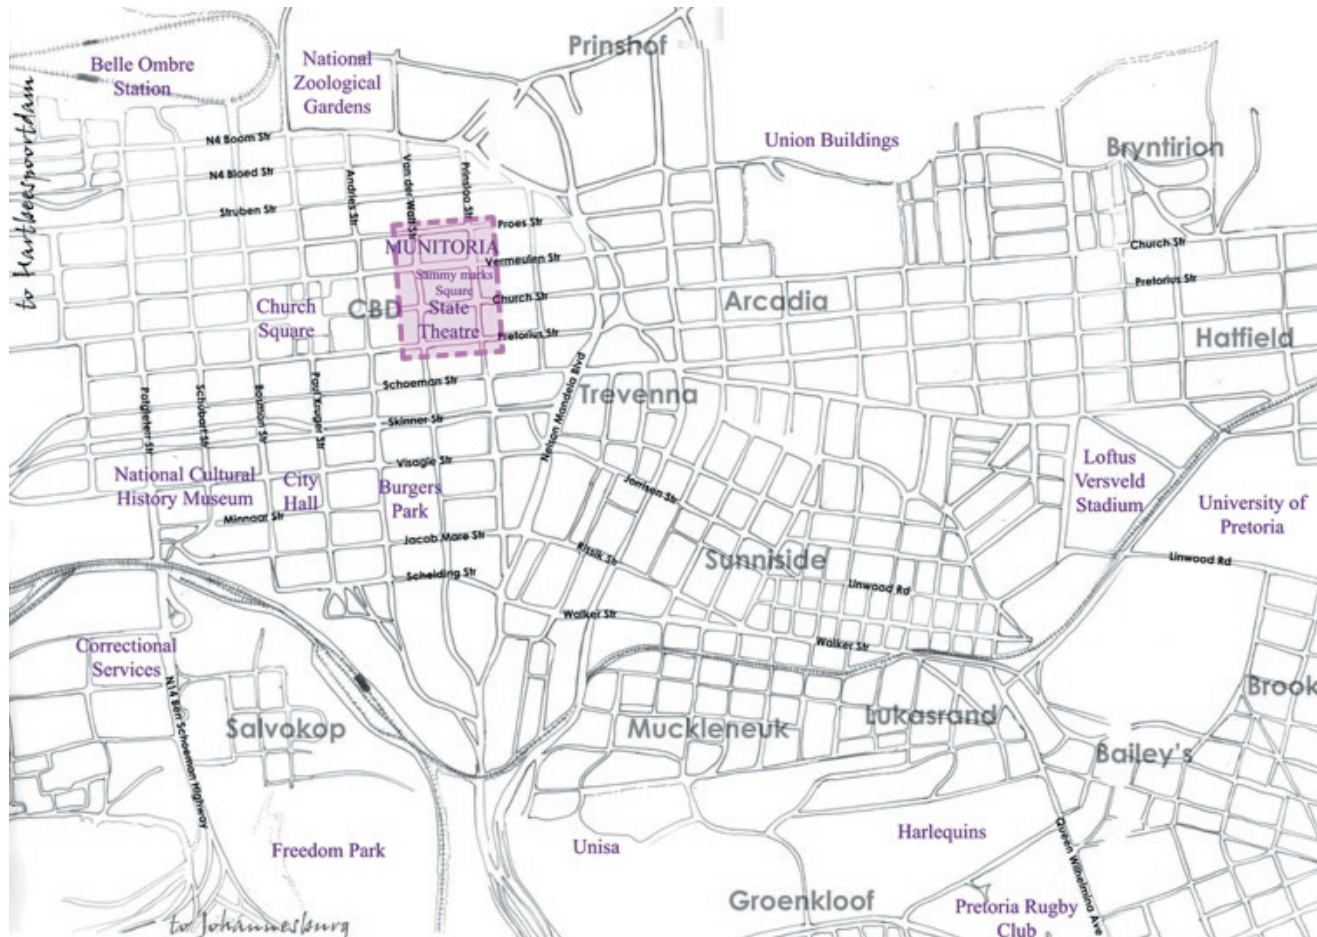 Prinshof
Belle Ombre
Station
National
Zoological
Gardens
to Hartbeespoortdam
N4 Boom Str
Union Buildings
Bryntirion
N4 Bloed Str
Andries Str
Van der Walt Str
Prinsloo Str
Struben Str
Proes Str
MUNITORIA
Vermeulen Str
Church Str
Sammy marks
Square
Pretorius Str
Church Str
Church
Square
CBD
State
Theatre
Arcadia
Pretorius Str
Hatfield
Schoeman Str
Nelson Mandela Blvd
Trevenna
Potgieter Str
Schubart Str
Bosman Str
Paul Kruger Str
Skinner Str
Visagie Str
National Cultural
History Museum
City
Hall
Burgers
Park
Jorrisen Str
Loftus
Versveld
Stadium
University of
Pretoria
Minnaar Str
Jacob Mare Str
Rissik Str
Sunniside
Linwood Rd
Scheiding Str
Linwood Rd
Walker Str
Walker Str
Correctional
Services
N14 Ben Schoeman Highway
Salvokop
Muckleneuk
Lukasrand
Brook
Bailey's
Freedom Park
Unisa
Harlequins
Queen Wilhelmina Ave
Groenkloof
Pretoria Rugby
Club
to Johannesburg